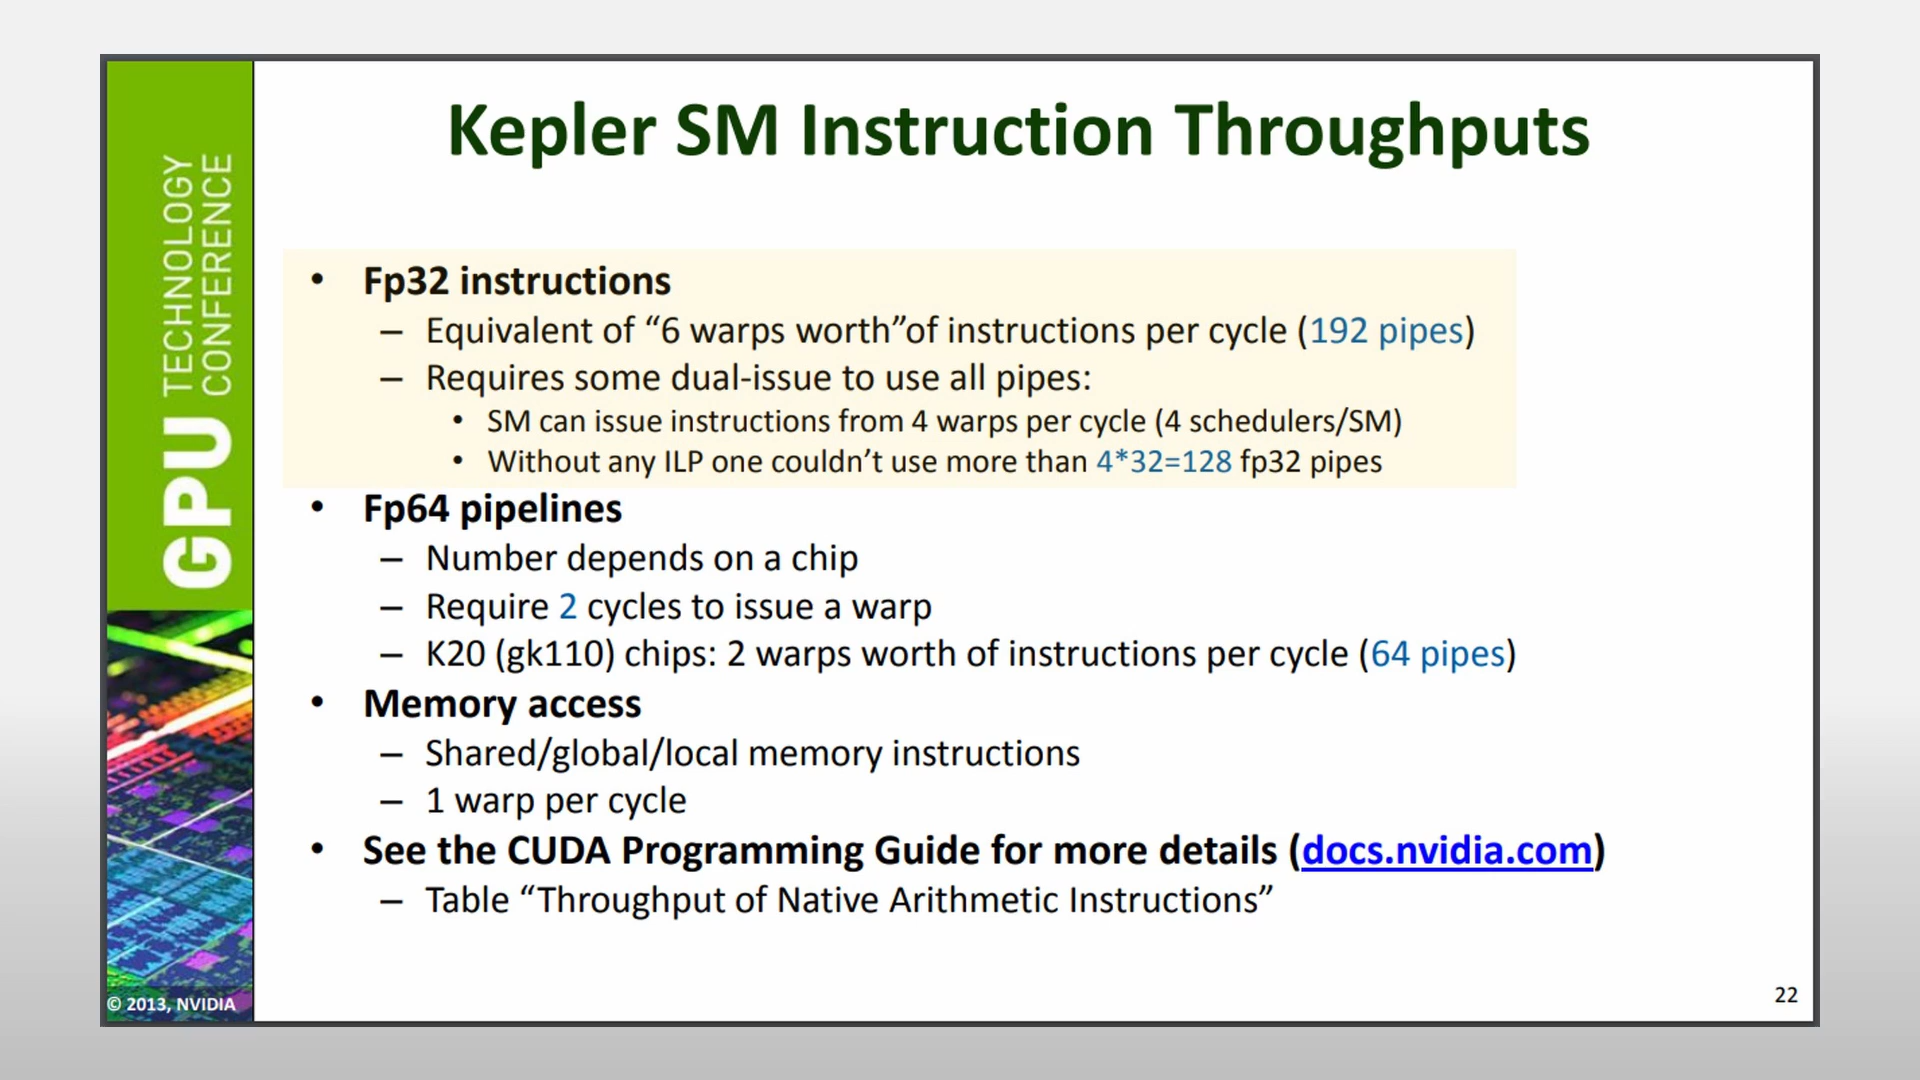 Kepler SM Instruction Throughputs
GPU TECHNOLOGY
CONFERENCE
• Fp32 instructions
– Equivalent of “6 warps worth”of instructions per cycle (192 pipes)
– Requires some dual-issue to use all pipes:
• SM can issue instructions from 4 warps per cycle (4 schedulers/SM)
• Without any ILP one couldn’t use more than 4*32=128 fp32 pipes
• Fp64 pipelines
– Number depends on a chip
– Require 2 cycles to issue a warp
– K20 (gk110) chips: 2 warps worth of instructions per cycle (64 pipes)
• Memory access
– Shared/global/local memory instructions
– 1 warp per cycle
• See the CUDA Programming Guide for more details (docs.nvidia.com)
– Table “Throughput of Native Arithmetic Instructions”
© 2013, NVIDIA
22